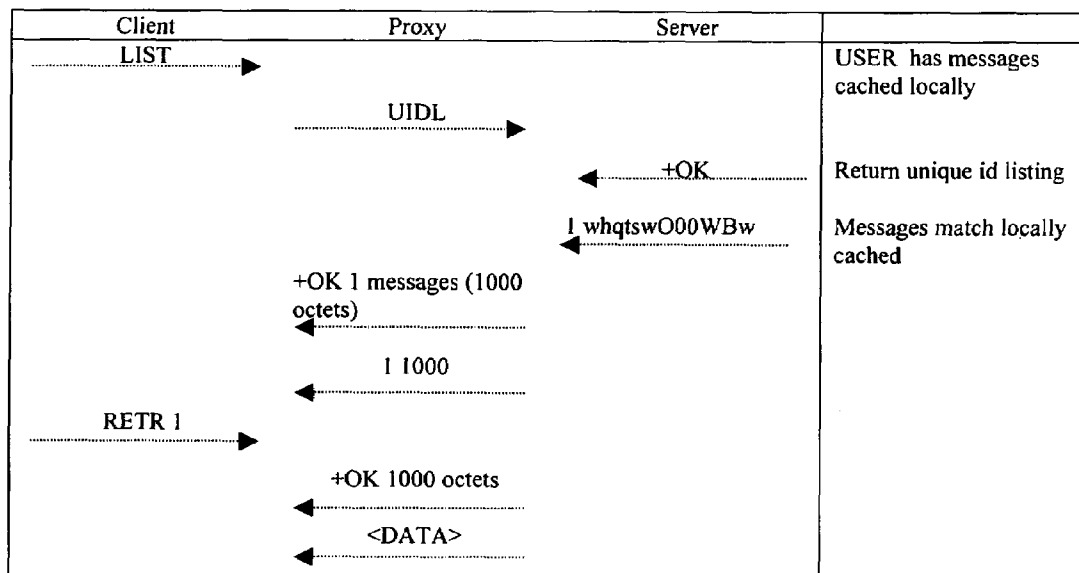 Client Proxy Server
LIST
USER has messages
cached locally
UIDL
+OK
Return unique id listing
1 whqtswO00WBw
Messages match locally
cached
+OK 1 messages (1000
octets)
1 1000
RETR 1
+OK 1000 octets
<DATA>